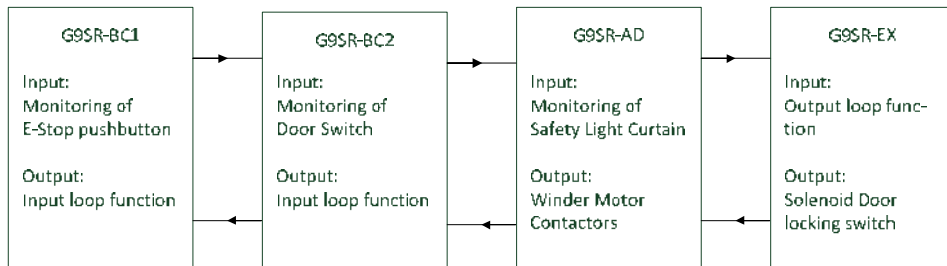 G9SR-BC1
Input:
Monitoring of
E-Stop pushbutton
Output:
Input loop function
G9SR-BC2
Input:
Monitoring of
Door Switch
Output:
Input loop function
G9SR-AD
Input:
Monitoring of
Safety Light Curtain
Output:
Winder Motor
Contactors
G9SR-EX
Input:
Output loop func-
tion
Output:
Solenoid Door
locking switch